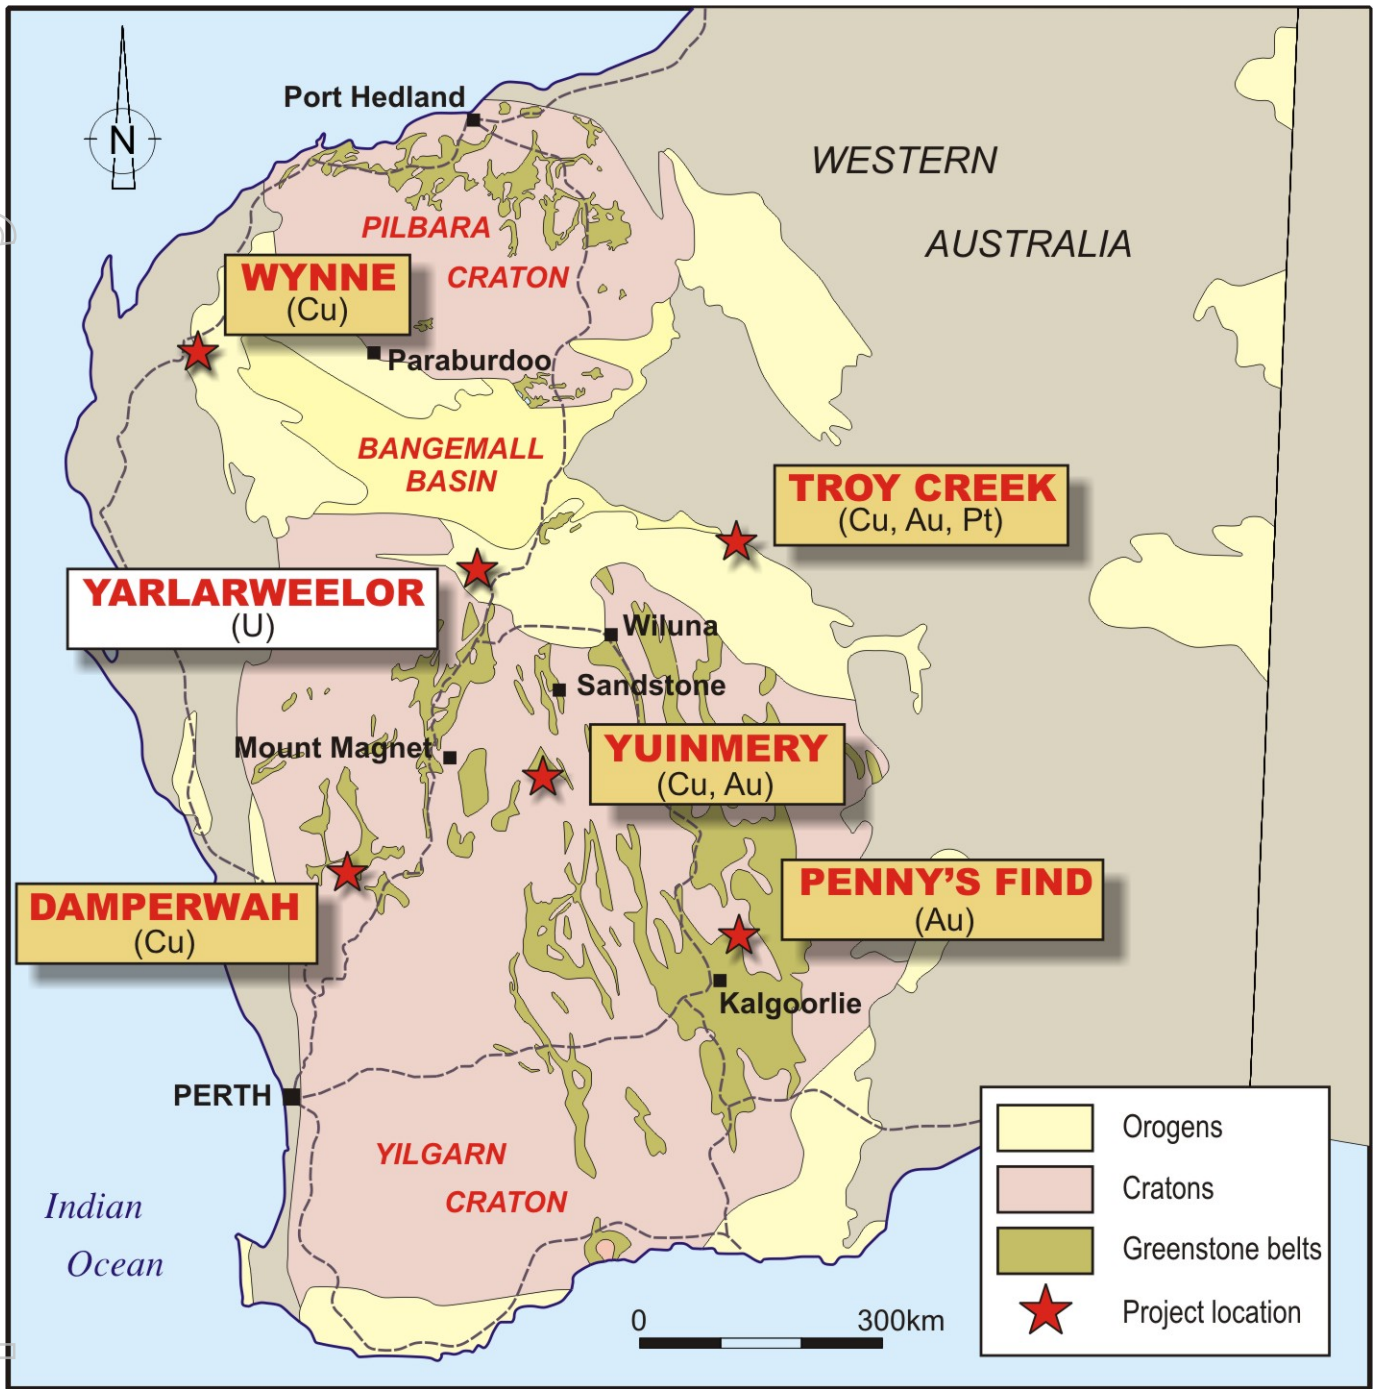 Port Hedland
N
WESTERN
AUSTRALIA
PILBARA
CRATON
WYNNE
(Cu)
Paraburdoo
BANGEMALL
BASIN
TROY CREEK
(Cu, Au, Pt)
YARLARWEELOR
(U)
Wiluna
Sandstone
Mount Magnet
YUINMERY
(Cu, Au)
DAMPERWAH
(Cu)
PENNY'S FIND
(Au)
Kalgoorlie
PERTH
YILGARN
CRATON
Indian
Ocean
Orogens
Cratons
Greenstone belts
Project location
0 300km